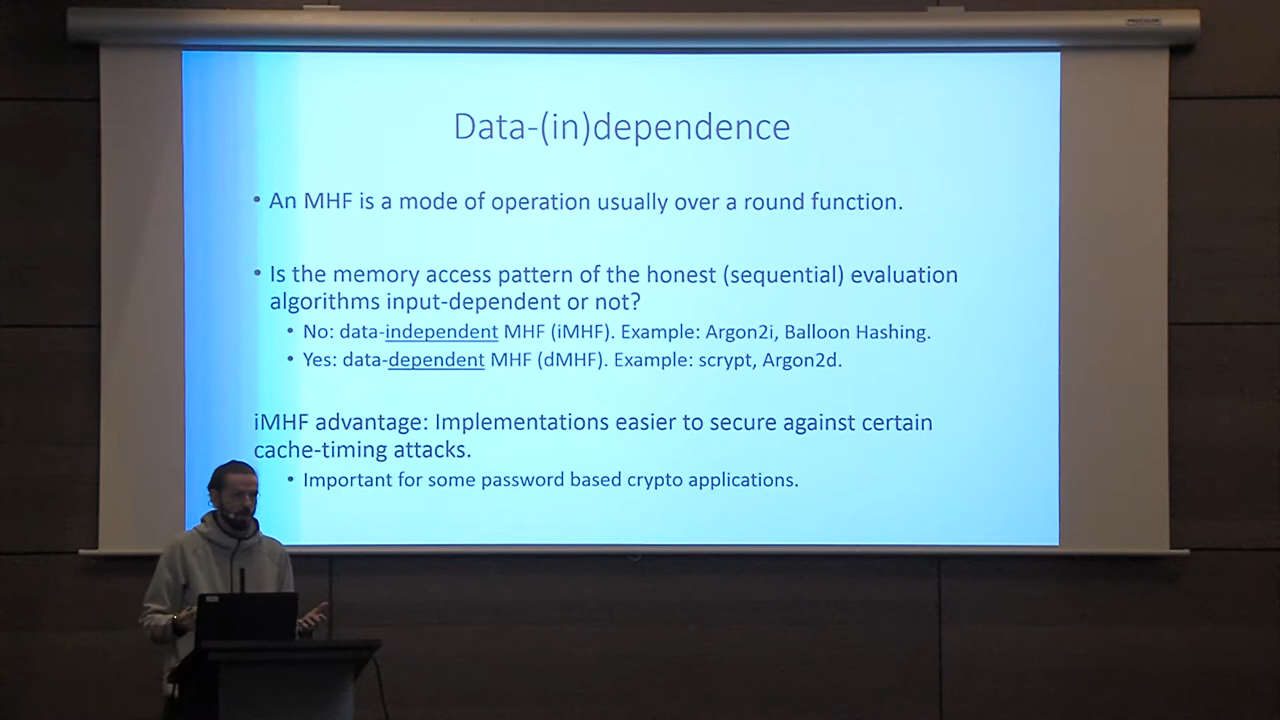 Data-(in)dependence
• An MHF is a mode of operation usually over a round function.
• Is the memory access pattern of the honest (sequential) evaluation
algorithms input-dependent or not?
• No: data-independent MHF (iMHF). Example: Argon2i, Balloon Hashing.
• Yes: data-dependent MHF (dMHF). Example: scrypt, Argon2d.
iMHF advantage: Implementations easier to secure against certain
cache-timing attacks.
• Important for some password based crypto applications.